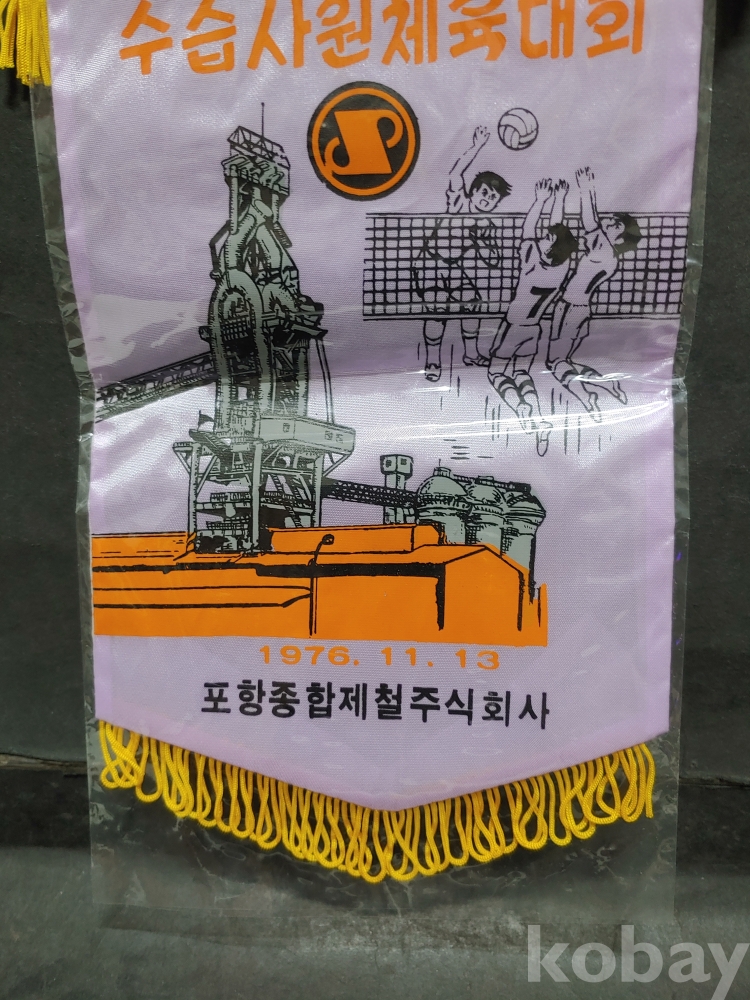 수습사원체육대회
7
1976. 11. 13
포항종합제철주식회사
kobay